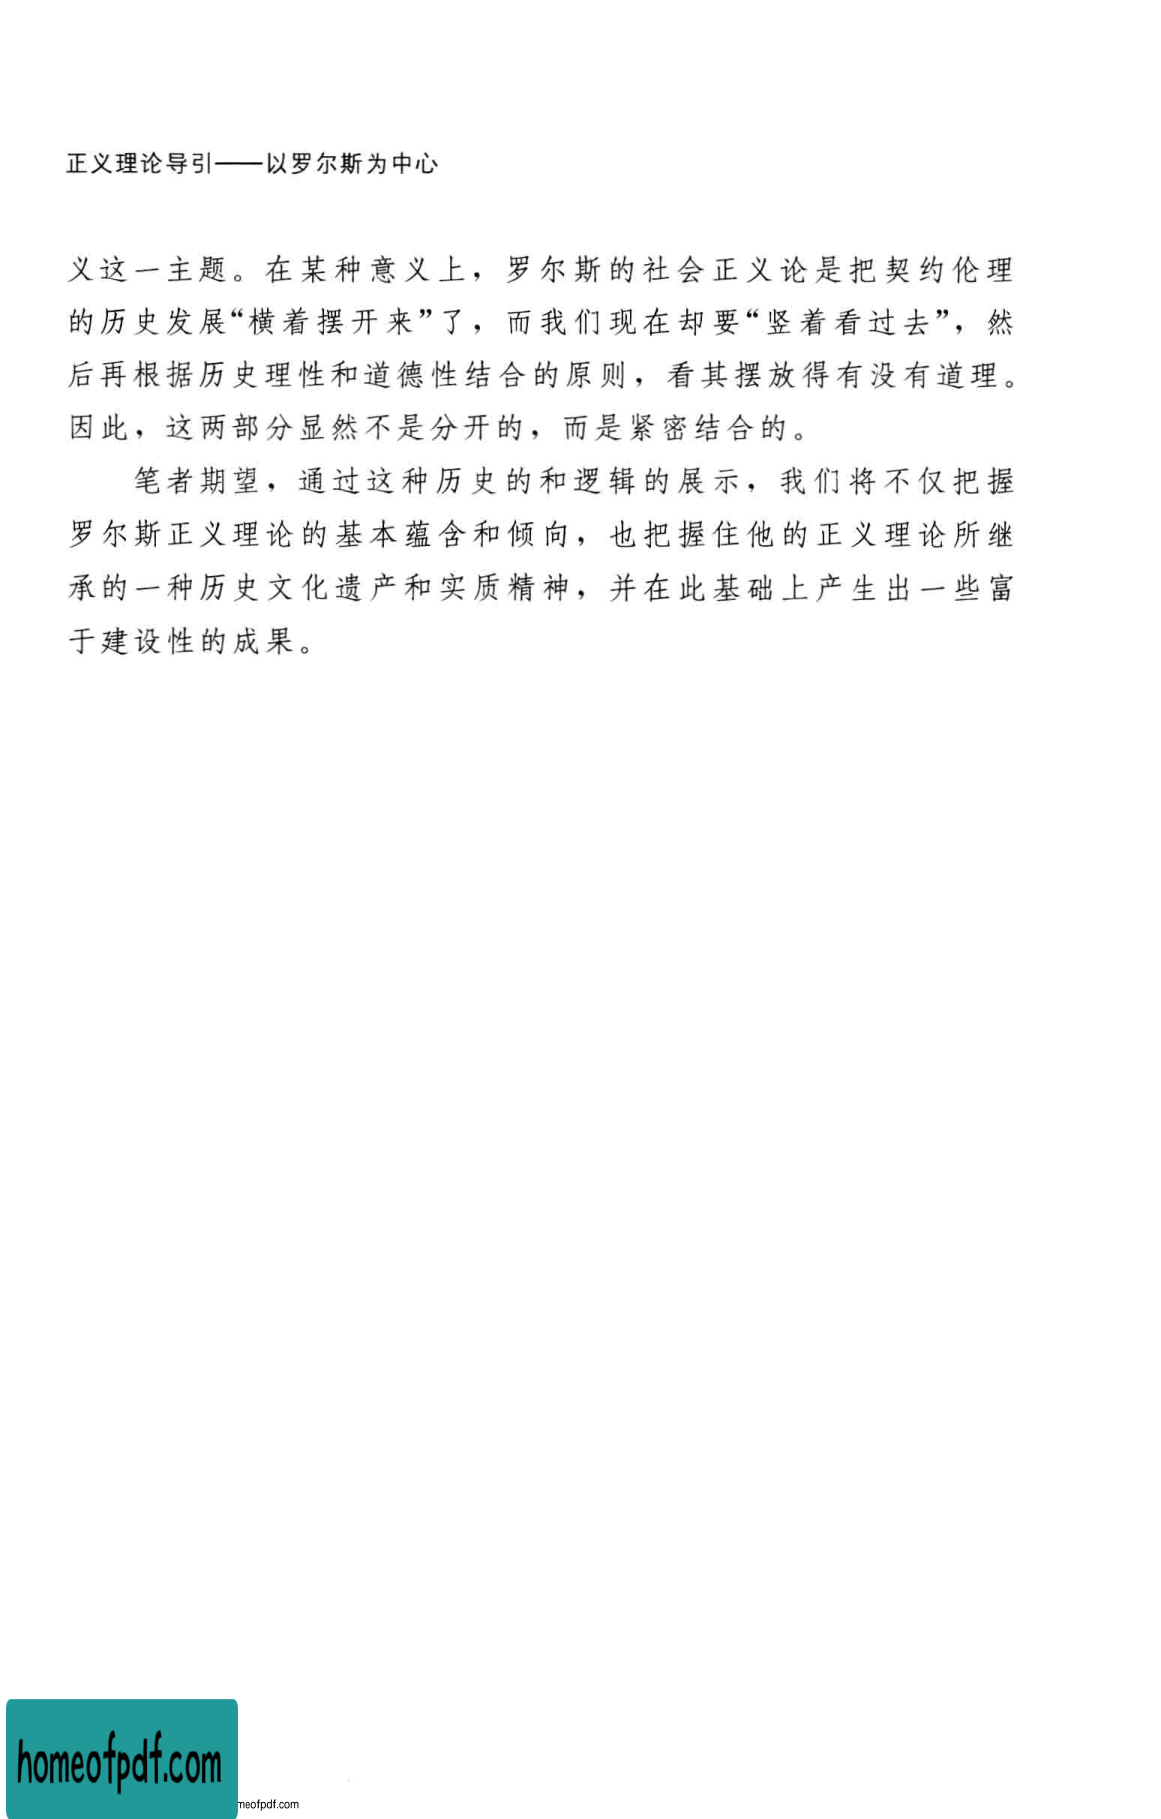 正义理论导引——以罗尔斯为中心
义这一主题。在某种意义上，罗尔斯的社会正义论是把契约伦理
的历史发展“横着摆开来”了，而我们现在却要“竖着看过去”，然
后再根据历史理性和道德性结合的原则，看其摆放得有没有道理。
因此，这两部分显然不是分开的，而是紧密结合的。
笔者期望，通过这种历史的和逻辑的展示，我们将不仅把握
罗尔斯正义理论的基本蕴含和倾向，也把握住他的正义理论所继
承的一种历史文化遗产和实质精神，并在此基础上产生出一些富
于建设性的成果。
homeofpdf.com
meofpdf.com